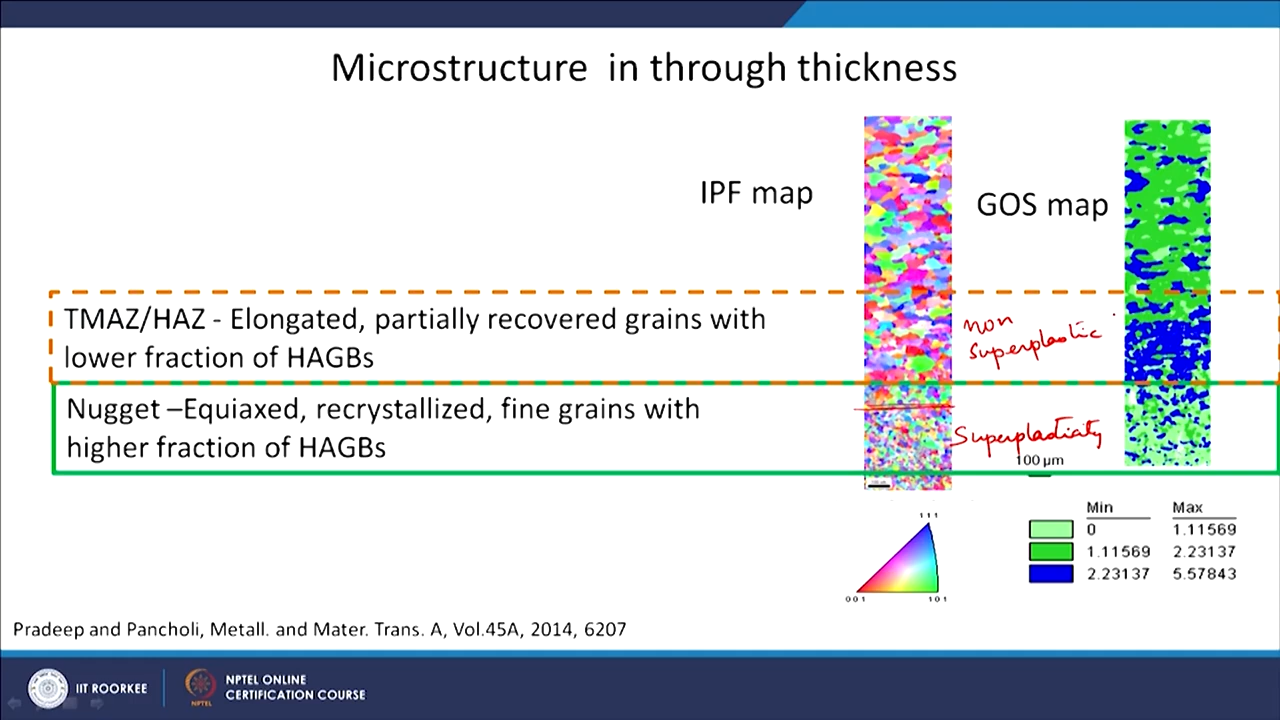 Microstructure in through thickness
IPF map
GOS map
TMAZ/HAZ - Elongated, partially recovered grains with
lower fraction of HAGBs
non
Superplastic
Nugget –Equiaxed, recrystallized, fine grains with
higher fraction of HAGBs
Superplasticity
100 µm
111
001
101
Min Max
0 1.11569
1.11569 2.23137
2.23137 5.57843
Pradeep and Pancholi, Metall. and Mater. Trans. A, Vol.45A, 2014, 6207
IIT ROORKEE
NPTEL
NPTEL ONLINE
CERTIFICATION COURSE